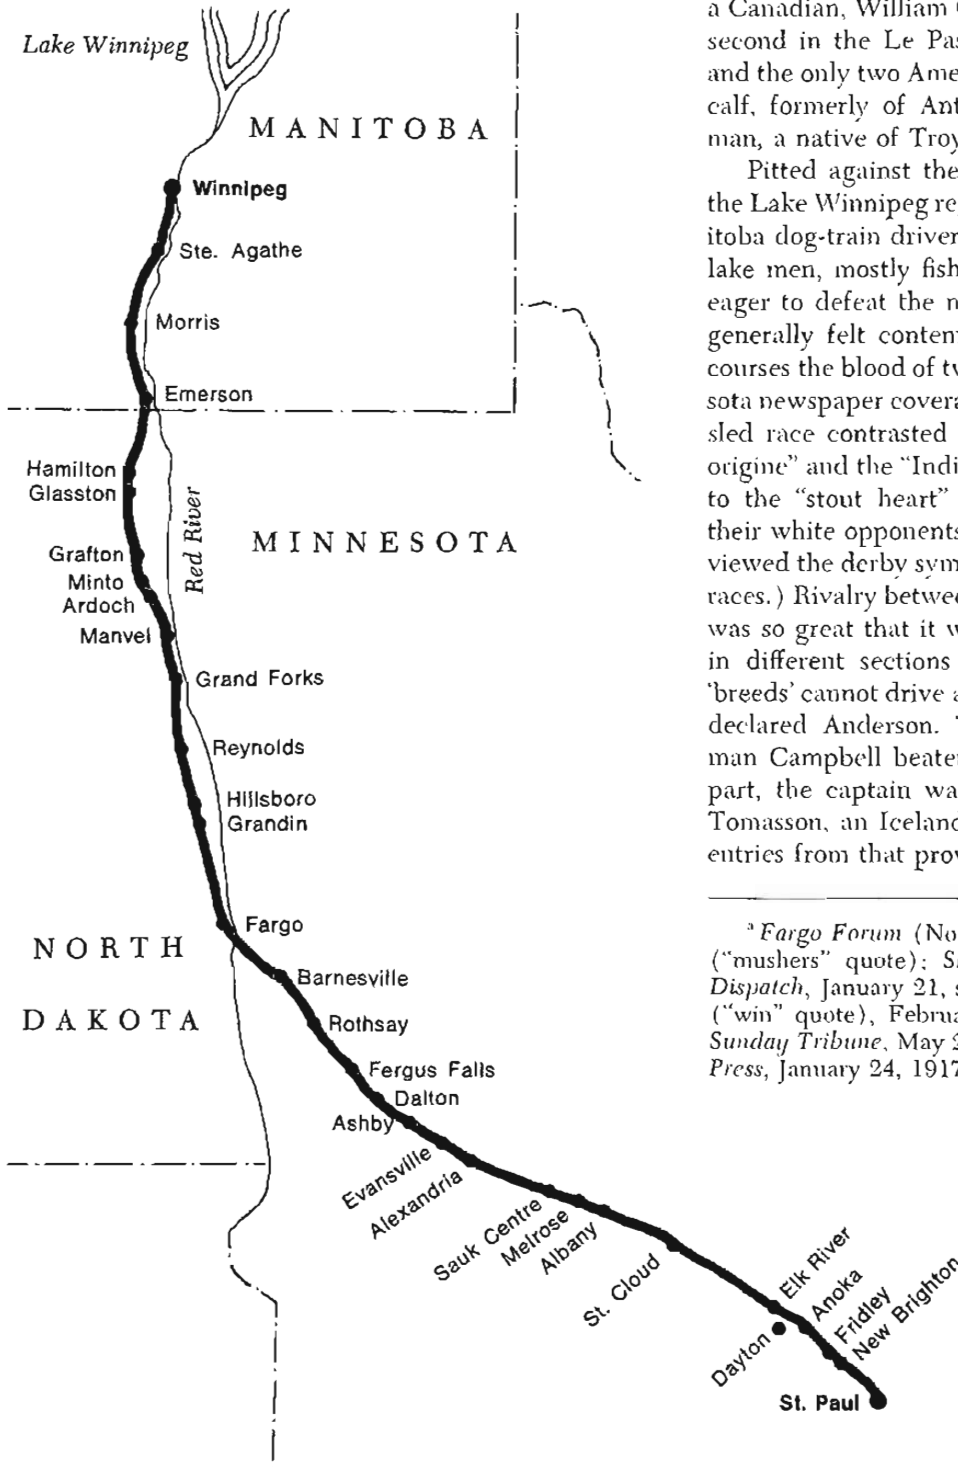 Lake Winnipeg
MANITOBA
Winnipeg
Ste. Agathe
Morris
Emerson
Hamilton
Glasston
Red River
MINNESOTA
Grafton
Minto
Ardoch
Manvel
Grand Forks
Reynolds
Hillsboro
Grandin
Fargo
NORTH
DAKOTA
Barnesville
Rothsay
Fergus Falls
Dalton
Ashby
Evansville
Alexandria
Sauk Centre
Melrose
Albany
St. Cloud
Elk River
Anoka
Fridley
New Brighton
Dayton
St. Paul
a Canadian, William
second in the Le Pas
and the only two Ame
calf, formerly of Ant
man, a native of Troy
Pitted against the
the Lake Winnipeg re
itoba dog-train driver
lake men, mostly fish
eager to defeat the n
generally felt content
courses the blood of tw
sota newspaper covera
sled race contrasted
origine” and the “Indi
to the “stout heart”
their white opponents
viewed the derby sym
races.) Rivalry betwee
was so great that it w
in different sections
‘breeds’ cannot drive a
declared Anderson.
man Campbell beate
part, the captain wa
Tomasson, an Iceland
entries from that prov
a Fargo Forum (No
(“mushers” quote);
Dispatch, January 21, s
(“win” quote), Februa
Sunday Tribune, May
Press, January 24, 1917